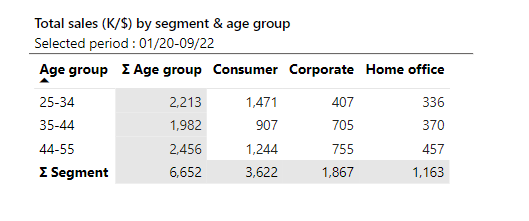 Total sales (K/$) by segment & age group
Selected period : 01/20-09/22
Age group Σ Age group Consumer Corporate Home office
25-34 2,213 1,471 407 336
35-44 1,982 907 705 370
44-55 2,456 1,244 755 457
Σ Segment 6,652 3,622 1,867 1,163